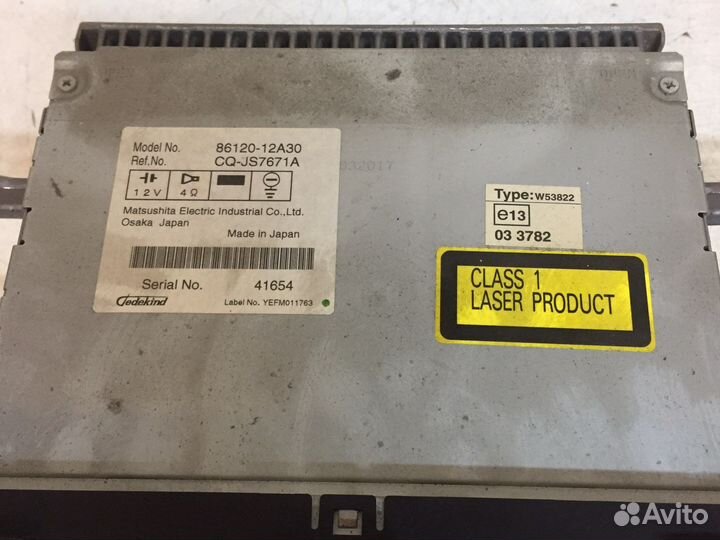 Model No. 86120-12A30
Ref.No. CQ-JS7671A
12V 4Ω
Matsushita Electric Industrial Co.,Ltd.
Osaka Japan
Made in Japan
Serial No. 41654
Label No. YEFM011763
032017
Type: W53822
e13
03 3782
CLASS 1
LASER PRODUCT
Avito